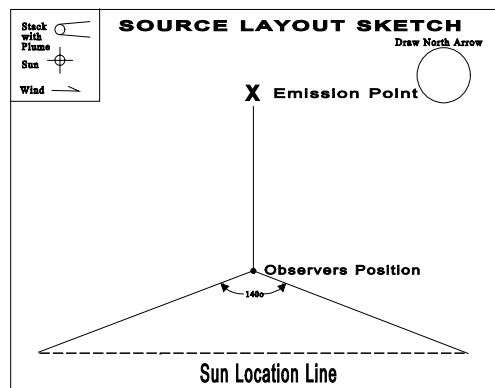 SOURCE LAYOUT SKETCH
Stack
with
Plume
Sun
Wind
Draw North Arrow
X Emission Point
Observers Position
140o
Sun Location Line